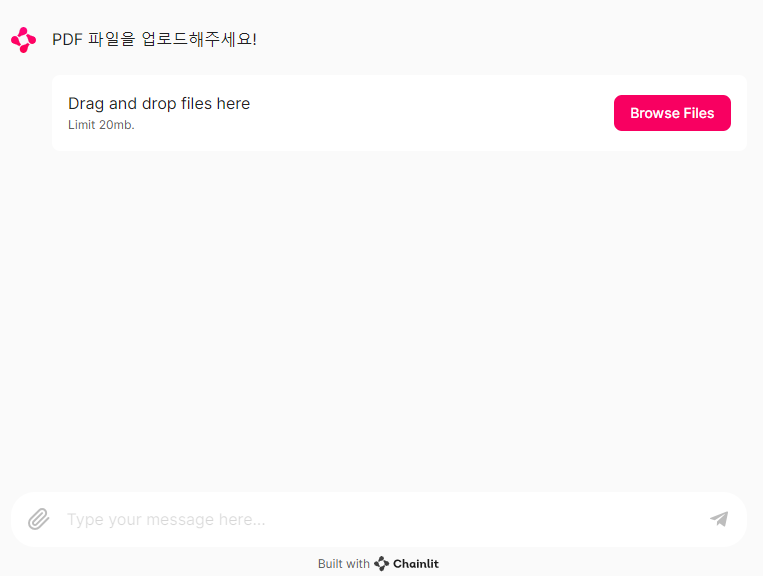 PDF 파일을 업로드해주세요!
Drag and drop files here
Limit 20mb.
Browse Files
Type your message here...
Built with Chainlit